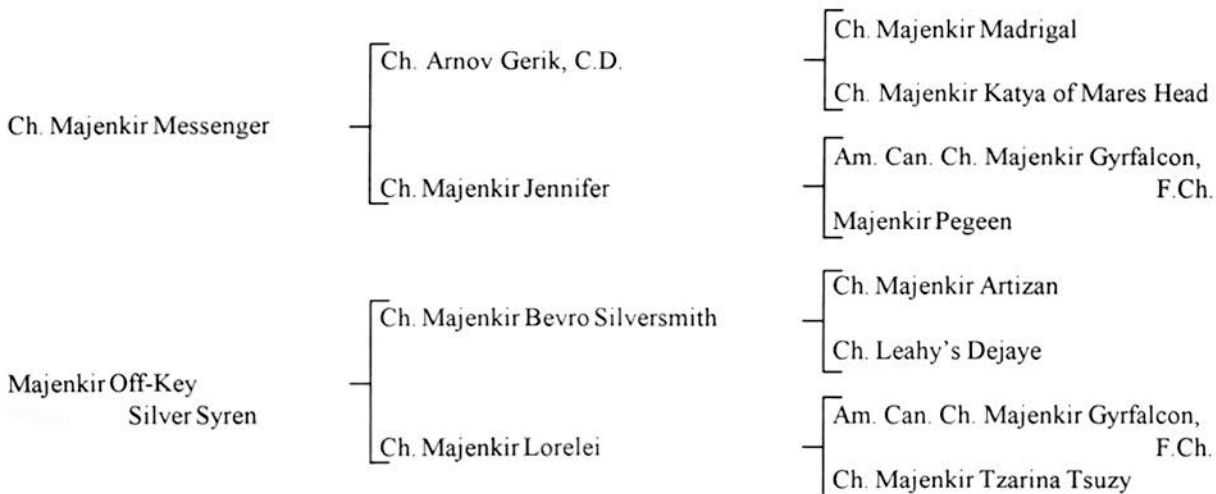 Ch. Majenkir Madrigal
Ch. Arnov Gerik, C.D.
Ch. Majenkir Katya of Mares Head
Ch. Majenkir Messenger
Am. Can. Ch. Majenkir Gyrfalcon,
F.Ch.
Ch. Majenkir Jennifer
Majenkir Pegeen
Ch. Majenkir Artizan
Ch. Majenkir Bevro Silversmith
Ch. Leahy's Dejaye
Majenkir Off-Key
Silver Syren
Am. Can. Ch. Majenkir Gyrfalcon,
F.Ch.
Ch. Majenkir Lorelei
Ch. Majenkir Tzarina Tsuzy